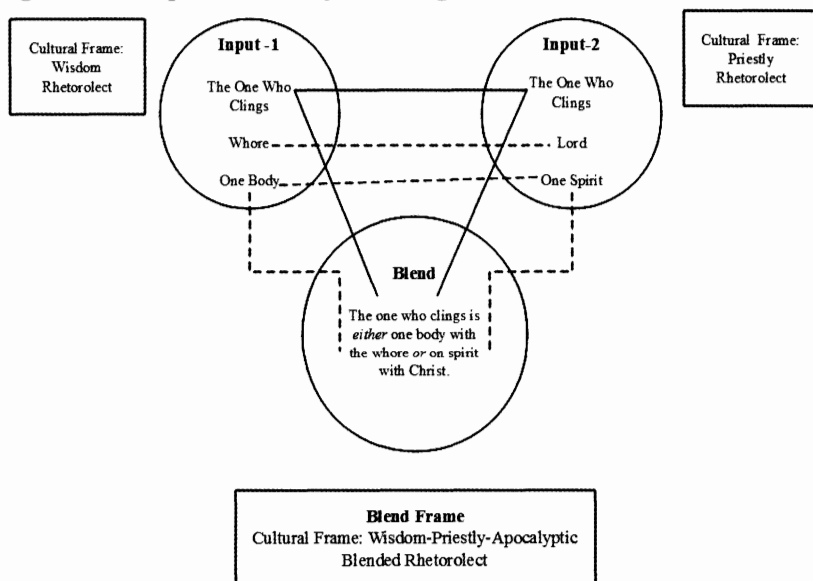 Cultural Frame:
Wisdom
Rhetorolect
Input -1
The One Who
Clings
Whore
One Body
Input-2
The One Who
Clings
Lord
One Spirit
Cultural Frame:
Priestly
Rhetorolect
Blend
The one who clings is
either one body with
the whore or on spirit
with Christ.
Blend Frame
Cultural Frame: Wisdom-Priestly-Apocalyptic
Blended Rhetorolect